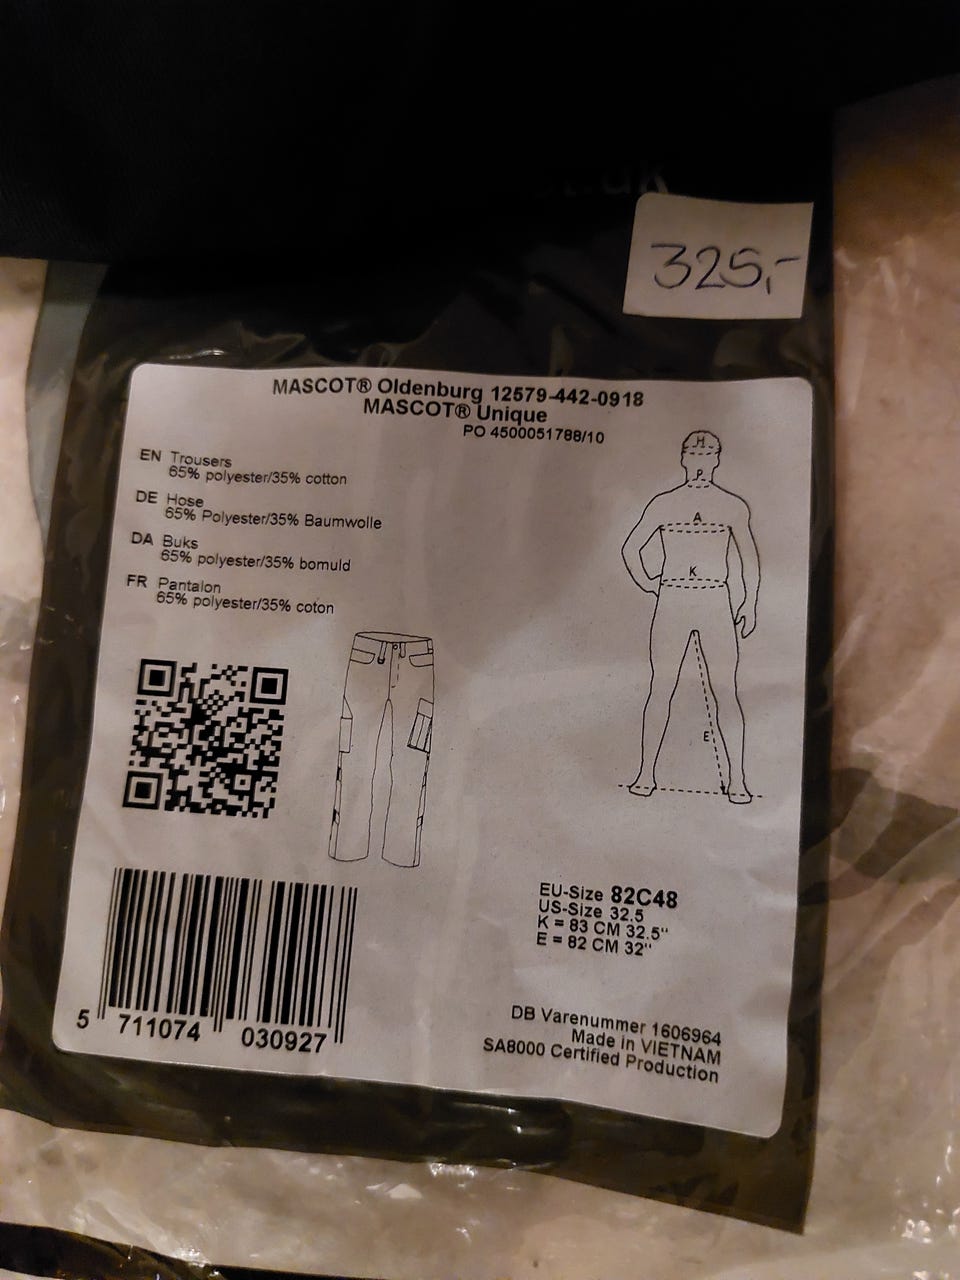 325,-
MASCOT® Oldenburg 12579-442-0918
MASCOT® Unique
PO 4500051788/10
EN Trousers
65% polyester/35% cotton
DE Hose
65% Polyester/35% Baumwolle
DA Buks
65% polyester/35% bomuld
FR Pantalon
65% polyester/35% coton
H
P
A
K
E
EU-Size 82C48
US-Size 32.5
K = 83 CM 32.5"
E = 82 CM 32"
5 711074 030927
DB Varenummer 1606964
Made in VIETNAM
SA8000 Certified Production